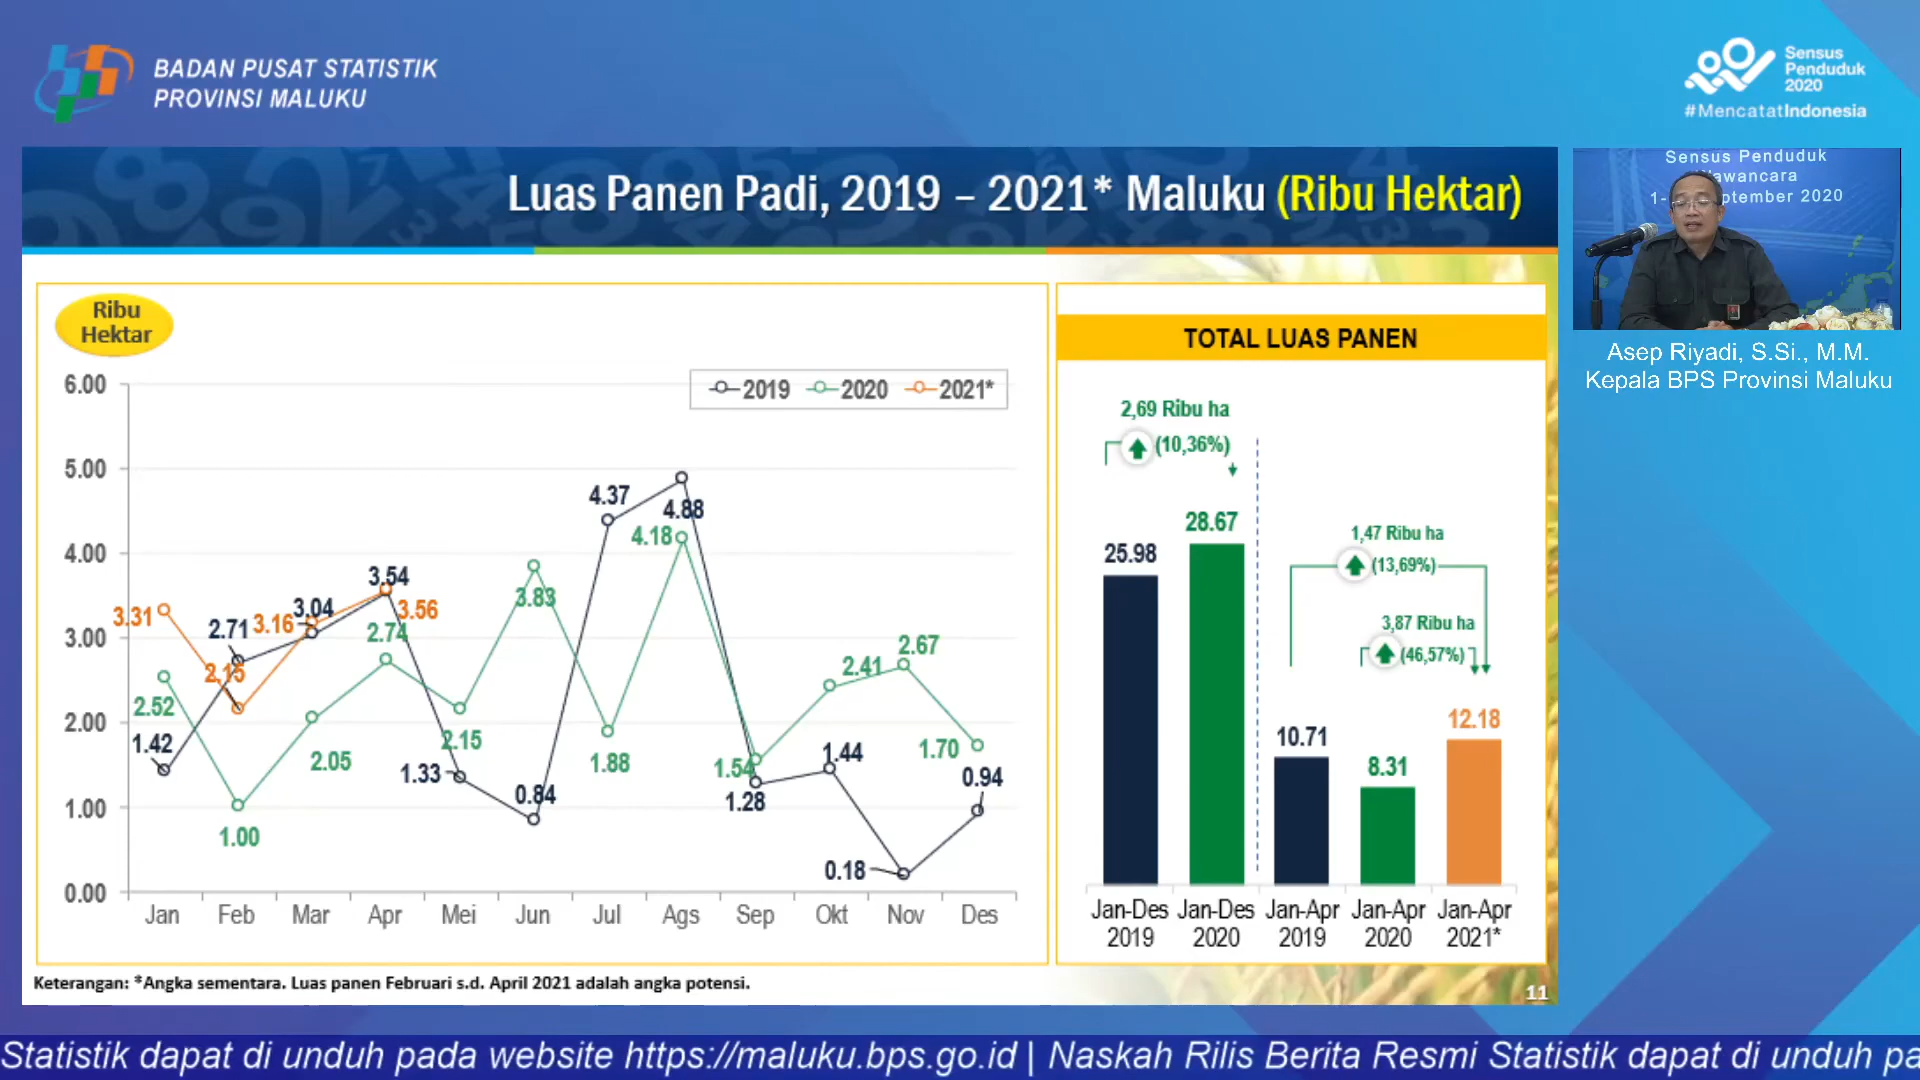 BADAN PUSAT STATISTIK
PROVINSI MALUKU
Sensus
Penduduk
2020
#MencatatIndonesia
Luas Panen Padi, 2019 – 2021* Maluku (Ribu Hektar)
Ribu
Hektar
2019 2020 2021*
6.00
5.00
4.00
3.00
2.00
1.00
0.00
4.37
4.88
4.18
3.54
3.56
3.31
2.71
3.16
3.04
2.74
3.83
2.15
2.52
1.42
2.05
2.15
1.33
1.88
0.84
1.00
1.54
1.28
1.44
2.41
2.67
1.70
0.94
0.18
Jan Feb Mar Apr Mei Jun Jul Ags Sep Okt Nov Des
TOTAL LUAS PANEN
2,69 Ribu ha
(10,36%)
25.98
28.67
1,47 Ribu ha
(13,69%)
3,87 Ribu ha
(46,57%)
10.71
8.31
12.18
Jan-Des Jan-Des Jan-Apr Jan-Apr Jan-Apr
2019 2020 2019 2020 2021*
Keterangan: *Angka sementara. Luas panen Februari s.d. April 2021 adalah angka potensi.
11
Sensus Penduduk
Wawancara
1- ptember 2020
Asep Riyadi, S.Si., M.M.
Kepala BPS Provinsi Maluku
Statistik dapat di unduh pada website https://maluku.bps.go.id | Naskah Rilis Berita Resmi Statistik dapat di unduh pa